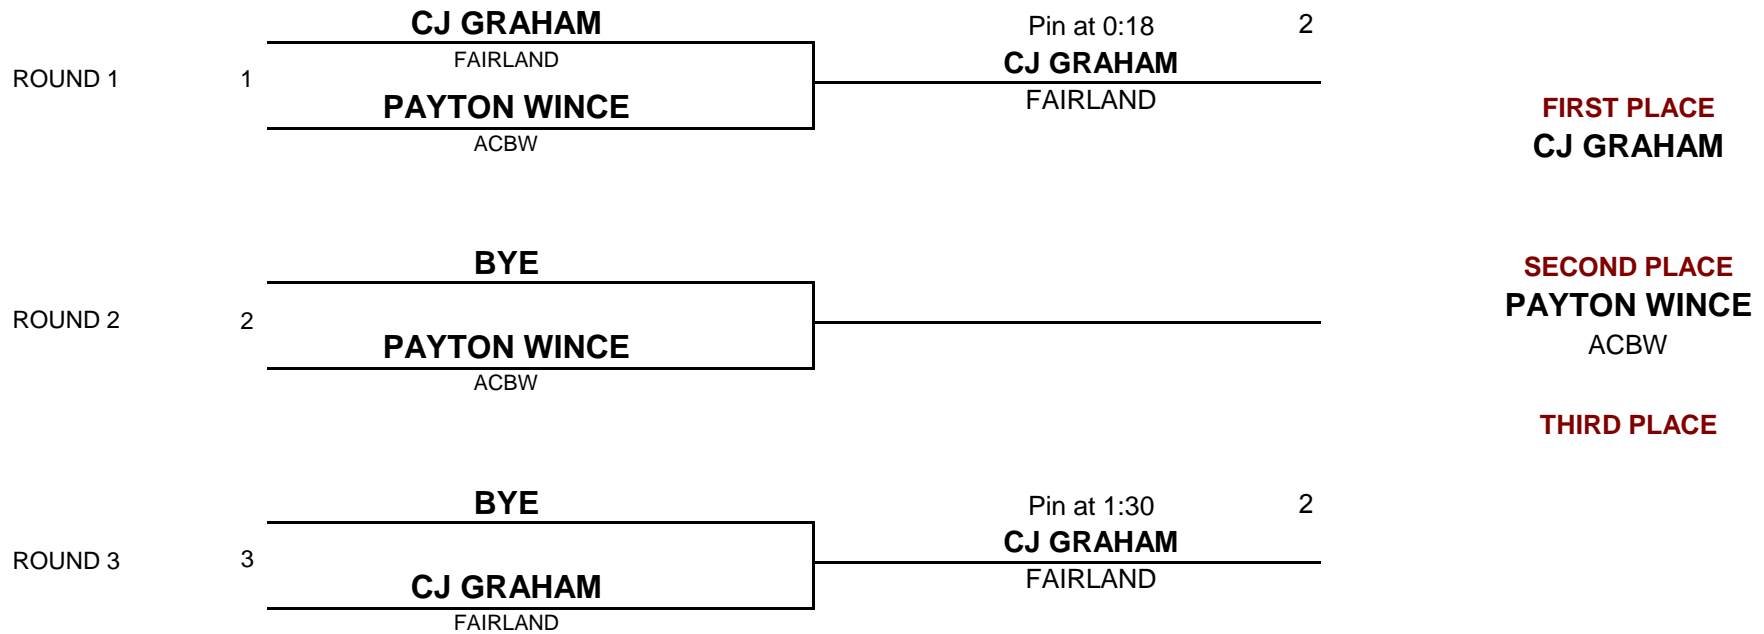 CJ GRAHAM
FAIRLAND
ROUND 1
1
PAYTON WINCE
ACBW
Pin at 0:18
2
CJ GRAHAM
FAIRLAND
FIRST PLACE
CJ GRAHAM
BYE
ROUND 2
2
PAYTON WINCE
ACBW
SECOND PLACE
PAYTON WINCE
ACBW
THIRD PLACE
BYE
ROUND 3
3
CJ GRAHAM
FAIRLAND
Pin at 1:30
2
CJ GRAHAM
FAIRLAND